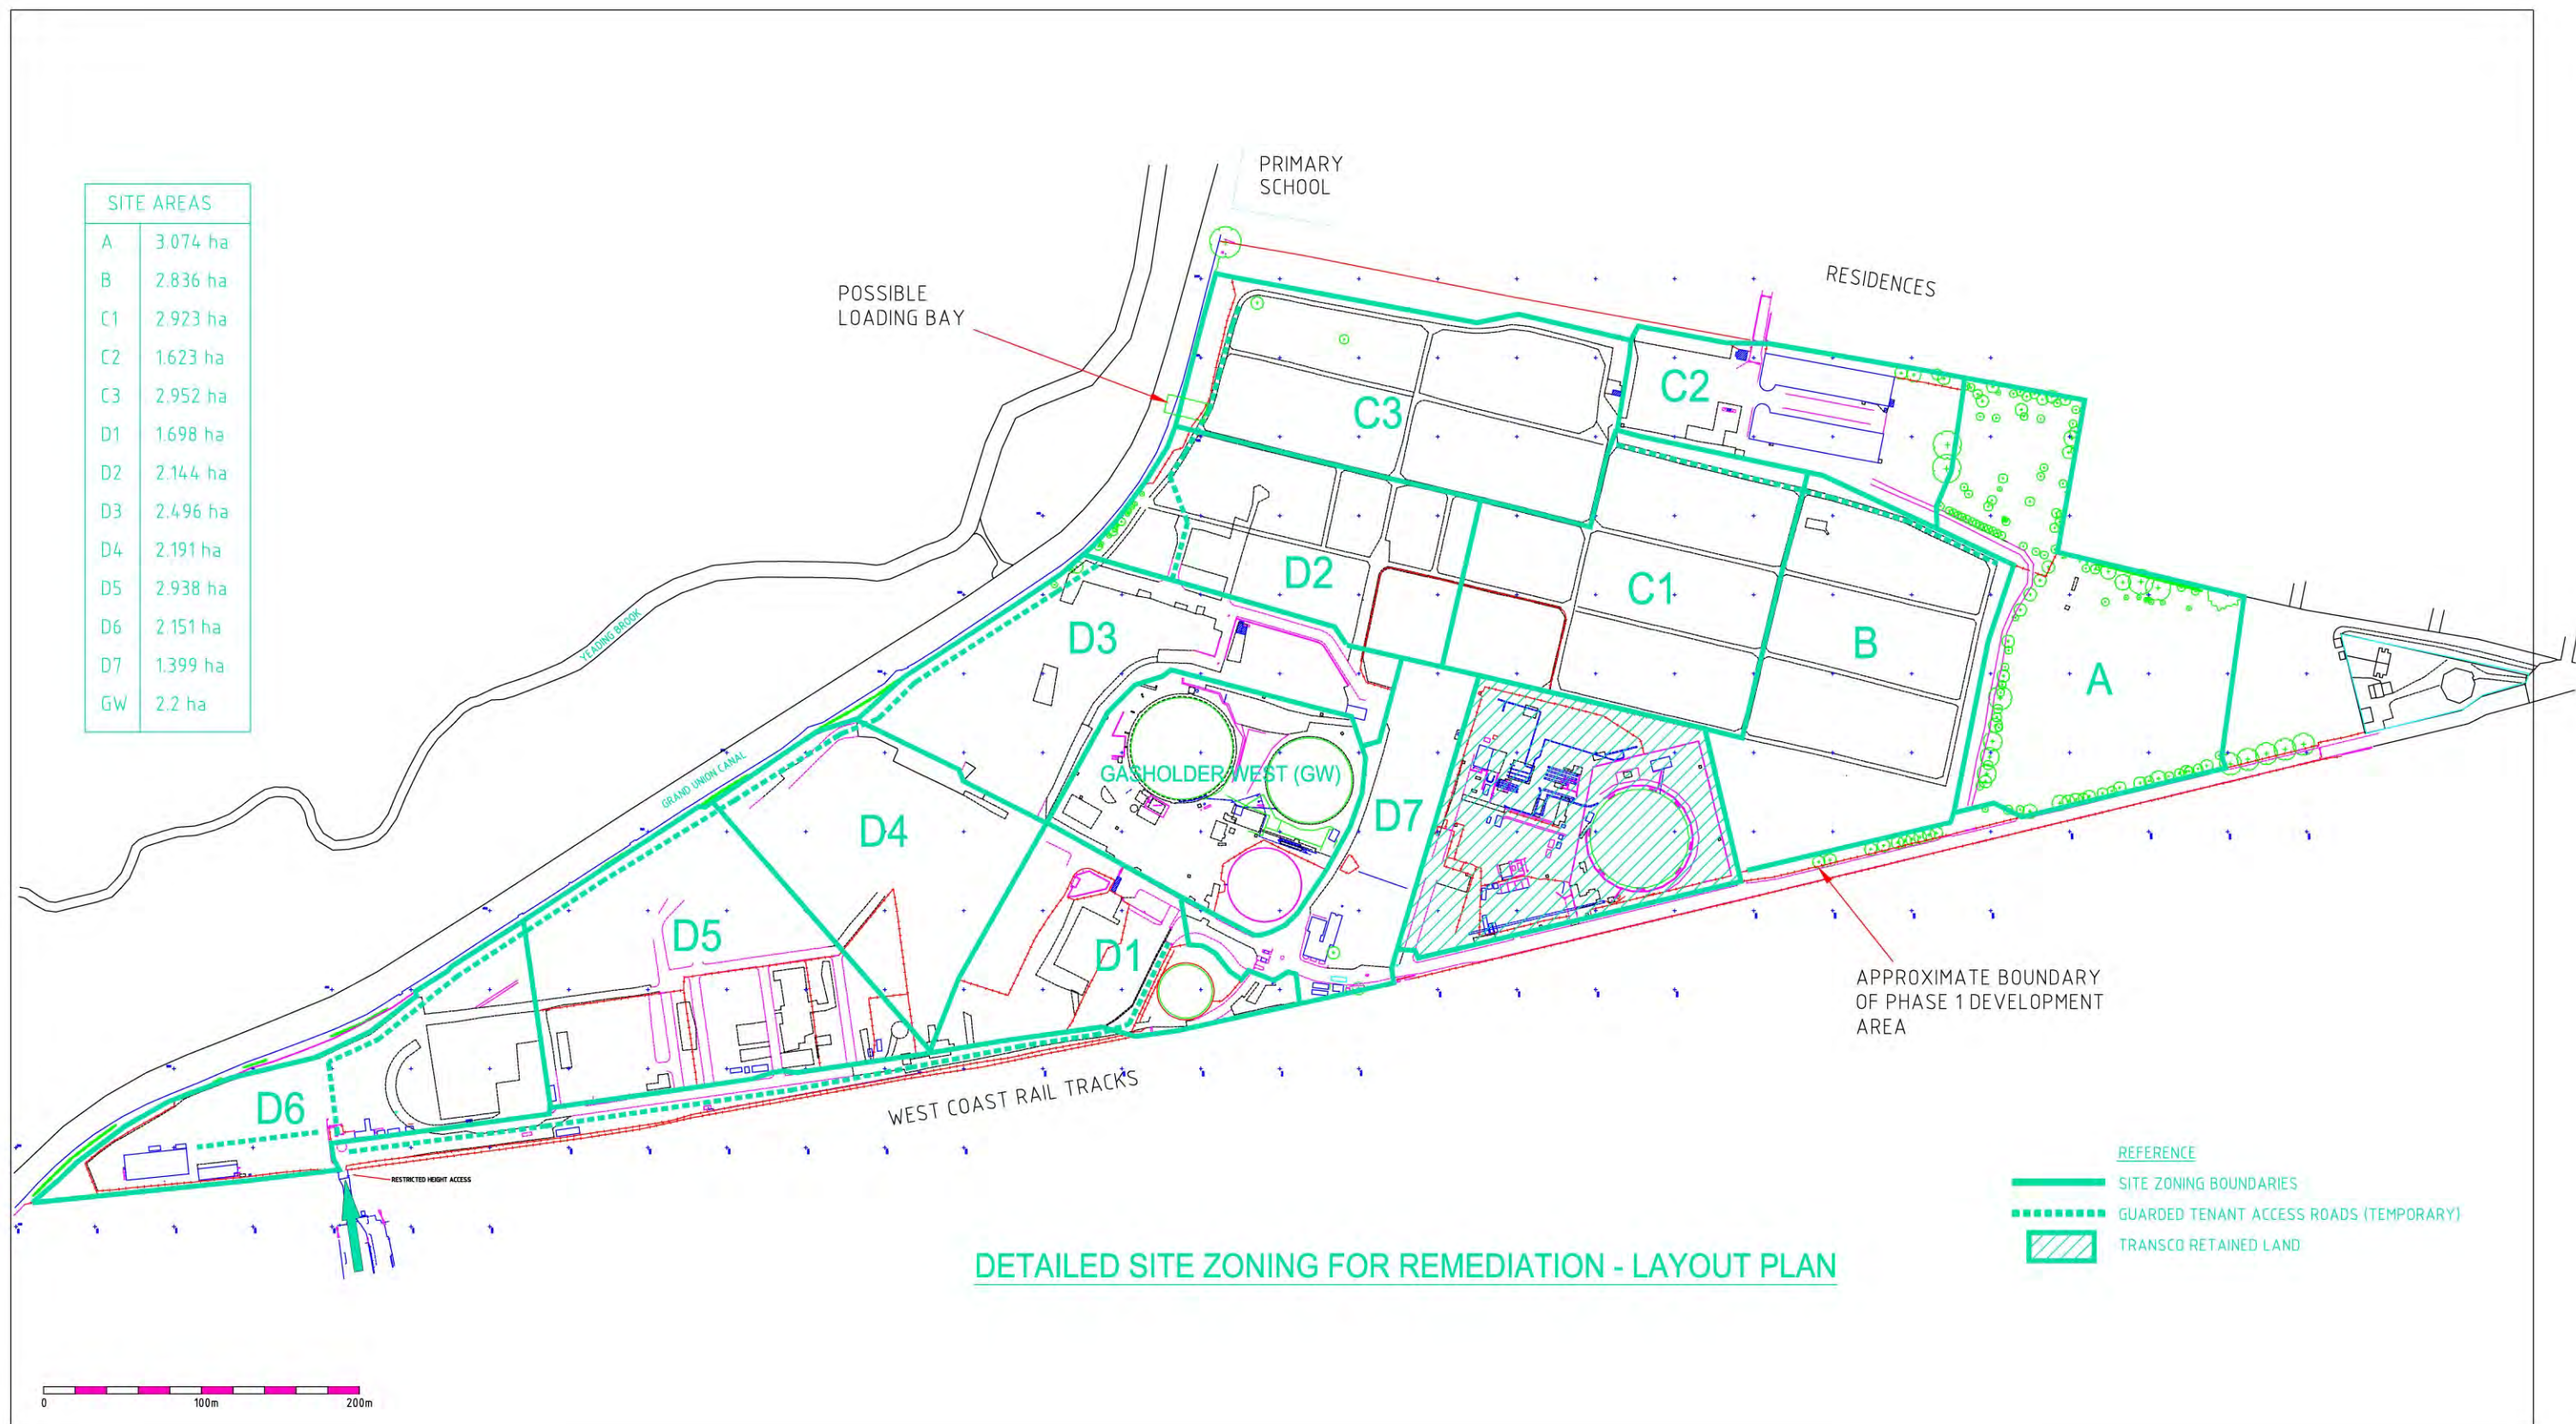 PRIMARY
SCHOOL
SITE AREAS
A 3.074 ha
B 2.836 ha
C1 2.923 ha
C2 1.623 ha
C3 2.952 ha
D1 1.698 ha
D2 2.144 ha
D3 2.496 ha
D4 2.191 ha
D5 2.938 ha
D6 2.151 ha
D7 1.399 ha
GW 2.2 ha
POSSIBLE
LOADING BAY
RESIDENCES
C2
C3
D2
C1
D3
B
A
YEADING BROOK
GRAND UNION CANAL
GASHOLDER WEST (GW)
D7
D4
D5
D1
D6
APPROXIMATE BOUNDARY
OF PHASE 1 DEVELOPMENT
AREA
WEST COAST RAIL TRACKS
RESTRICTED HEIGHT ACCESS
REFERENCE
SITE ZONING BOUNDARIES
GUARDED TENANT ACCESS ROADS (TEMPORARY)
TRANSCO RETAINED LAND
DETAILED SITE ZONING FOR REMEDIATION - LAYOUT PLAN
0 100m 200m